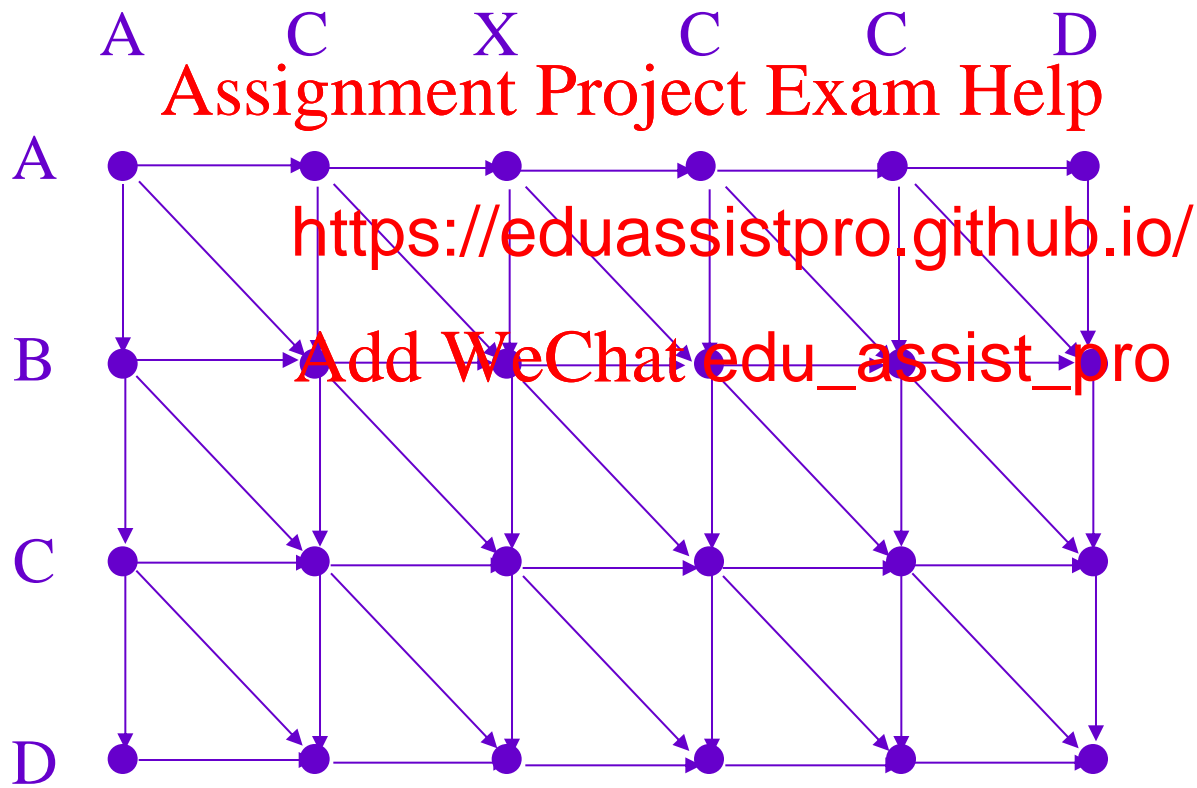 A C X C C D
Assignment Project Exam Help
A
https://eduassistpro.github.io/
B
Add WeChat edu_assist_pro
C
D